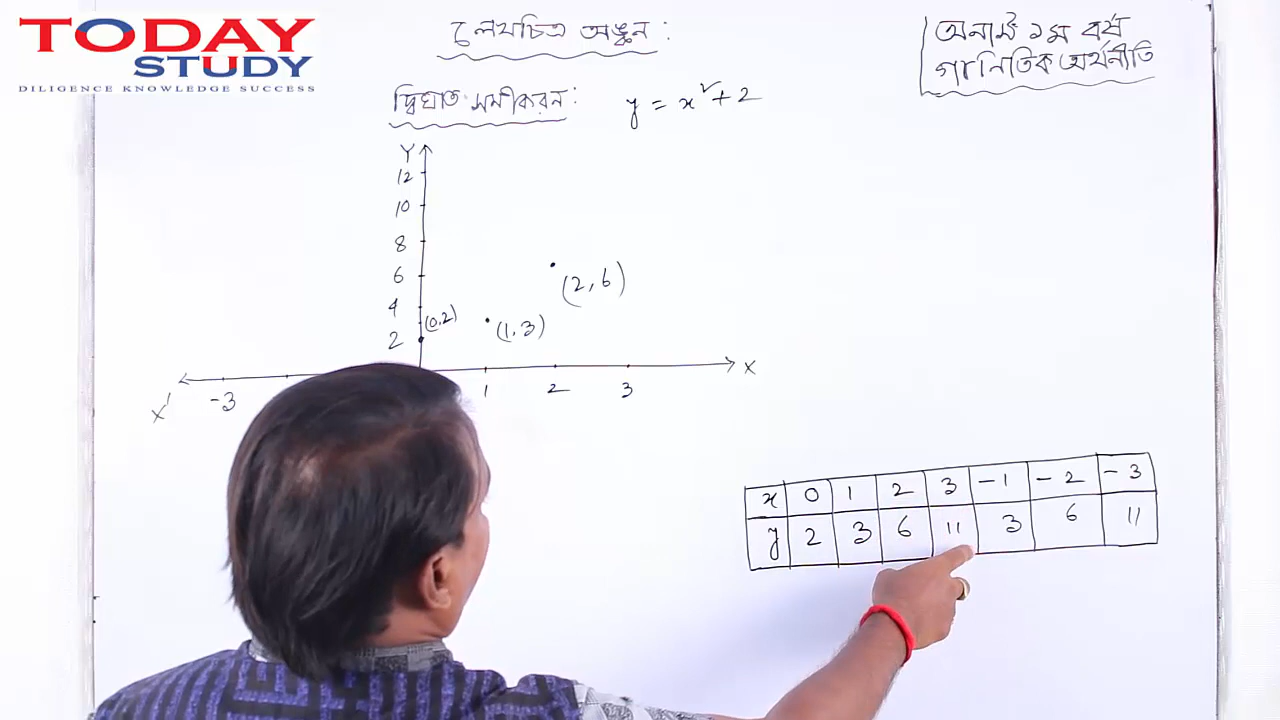 TODAY
STUDY
DILIGENCE KNOWLEDGE SUCCESS
লেখচিত্র অঙ্কন :
অনার্স ১ম বর্ষ
গাণিতিক অর্থনীতি
দ্বিঘাত সমীকরন : y = x² + 2
Y
12
10
8
6
4
2
(0,2)
(1,3)
(2,6)
X' -3 1 2 3 X
x 0 1 2 3 -1 -2 -3
y 2 3 6 11 3 6 11